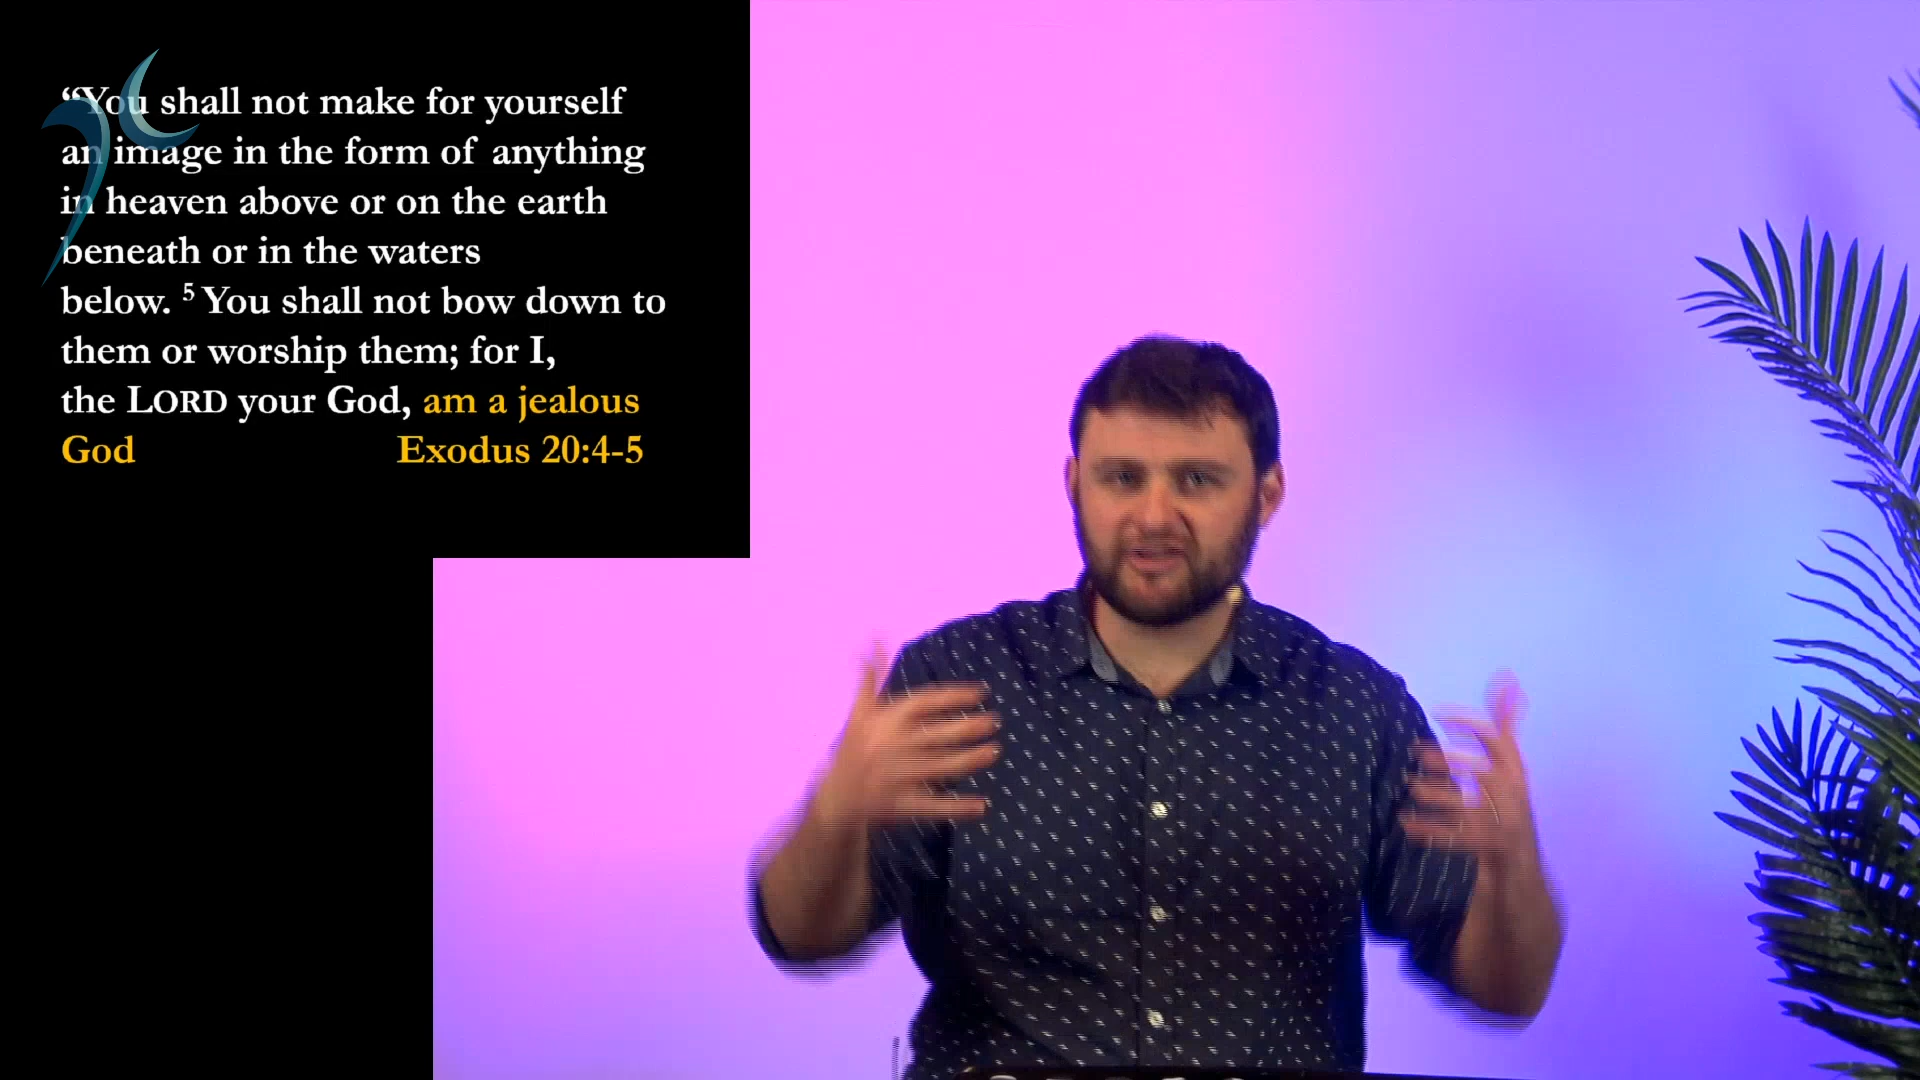 “You shall not make for yourself
an image in the form of anything
in heaven above or on the earth
beneath or in the waters
below. ⁵ You shall not bow down to
them or worship them; for I,
the LORD your God, am a jealous
God Exodus 20:4-5